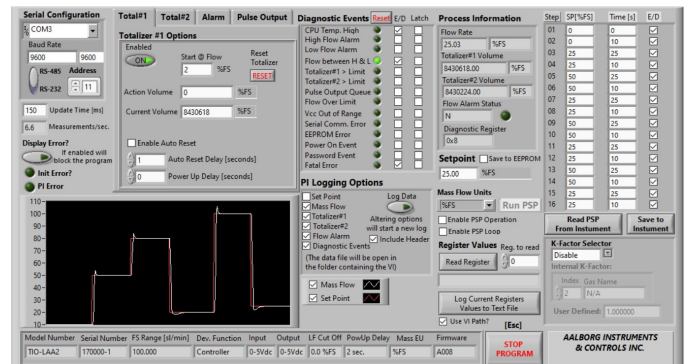 Serial Configuration
COM3
Baud Rate
9600 9600
RS-485 Address
RS-232 11
150 Update Time [ms]
6.6 Measurements/sec.
Display Error?
If enabled will
block the program
Init Error?
PI Error
Total#1 Total#2 Alarm Pulse Output
Totalizer #1 Options
Enabled
ON
Start @ Flow
2 %FS
Reset
Totalizer
RESET
Action Volume 0 %FS
Current Volume 8430618 %FS
Enable Auto Reset
1 Auto Reset Delay [seconds]
0 Power Up Delay [seconds]
Diagnostic Events Reset E/D Latch
CPU Temp. High
High Flow Alarm
Low Flow Alarm
Flow between H & L
Totalizer#1 > Limit
Totalizer#2 > Limit
Pulse Output Queue
Flow Over Limit
Vcc Out of Range
Serial Comm. Error
EEPROM Error
Power On Event
Password Event
Fatal Error
PI Logging Options
Set Point
Mass Flow
Totalizer#1
Totalizer#2
Flow Alarm
Diagnostic Events
Log Data
Altering options
will start a new log
Include Header
(The data file will be open in
the folder containing the VI)
Mass Flow
Set Point
Process Information
Flow Rate
25.03 %FS
Totalizer#1 Volume
8430618.00 %FS
Totalizer#2 Volume
8430224.00 %FS
Flow Alarm Status
N
Diagnostic Register
0x8
Setpoint Save to EEPROM
25.00 %FS
Mass Flow Units
%FS Run PSP
Enable PSP Operation
Enable PSP Loop
Register Values Reg. to read
Read Register 0
Log Current Registers
Values to Text File
Use VI Path? [Esc]
Step SP[%FS] Time [s] E/D
01 0 0
02 0 10
03 25 25
04 25 10
05 50 25
06 50 25
07 25 25
08 25 25
09 50 25
10 50 25
11 25 25
12 25 10
13 50 25
14 50 10
15 25 25
16 25 10
Read PSP
From Instument
Save to
Instument
K-Factor Selector
Disable
Internal K-Factor:
Index Gas Name
2 N/A
User Defined: 1.000000
110
100
90
80
70
60
50
40
30
20
10
Model Number Serial Number FS Range [sl/min] Dev. Function Input Output LF Cut Off PowUp Delay Mass EU Firmware
TIO-LAA2 170000-1 100.000 Controller 0-5Vdc 0-5Vdc 0.0 %FS 2 sec. %FS A008
STOP
PROGRAM
AALBORG INSTRUMENTS
& CONTROLS INC.